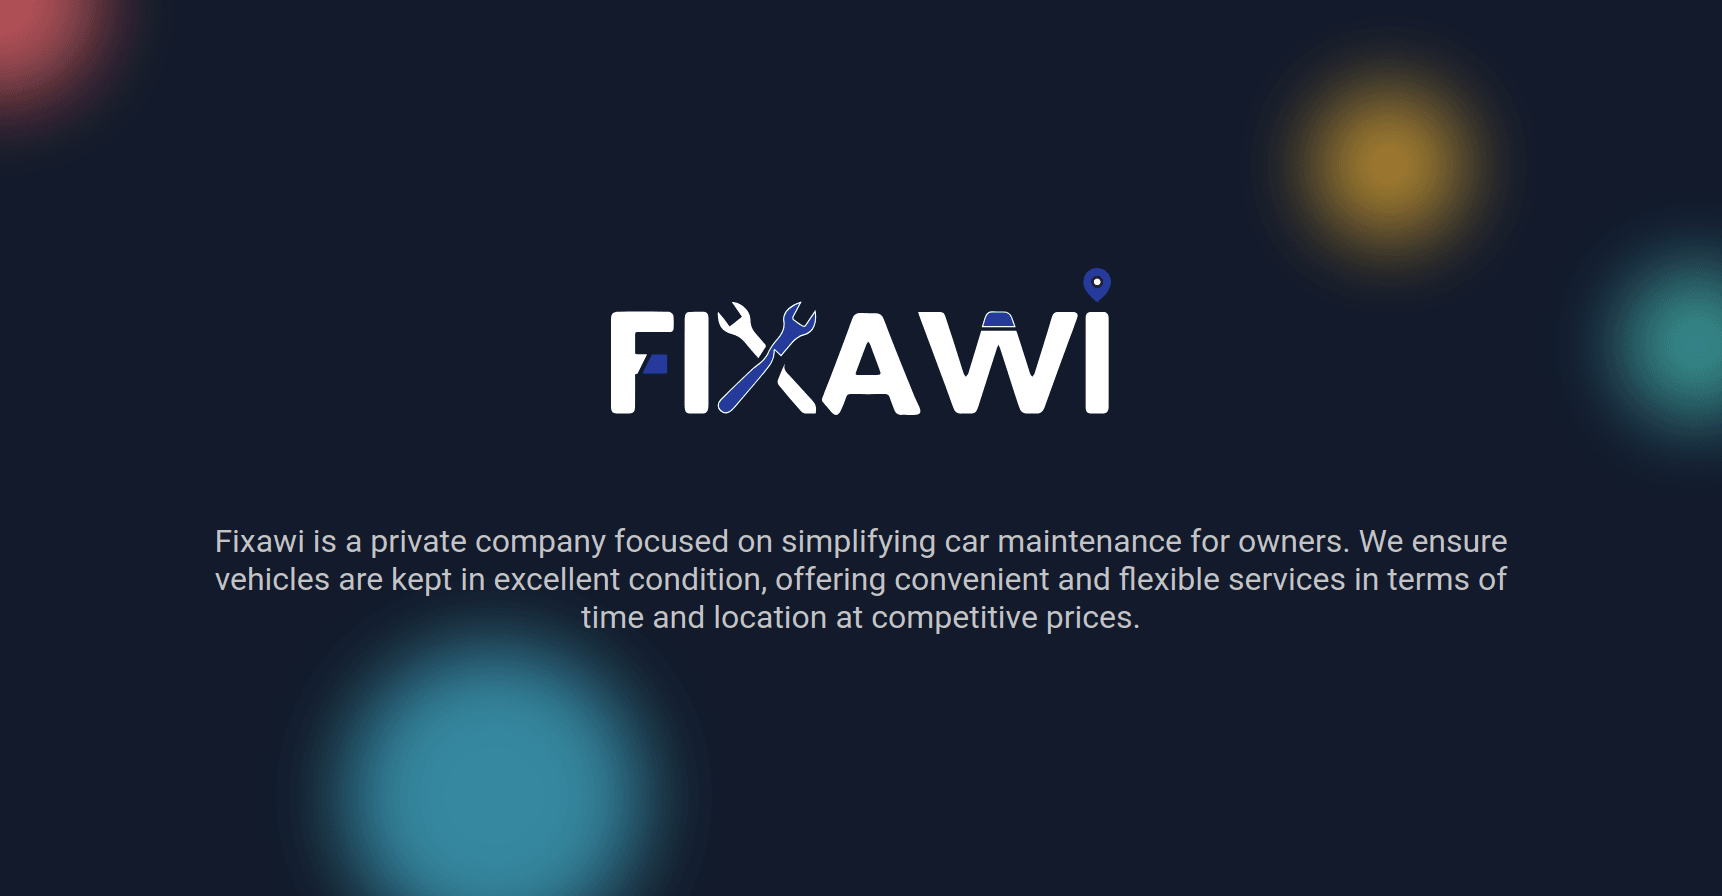 FIXAWI
Fixawi is a private company focused on simplifying car maintenance for owners. We ensure
vehicles are kept in excellent condition, offering convenient and flexible services in terms of
time and location at competitive prices.